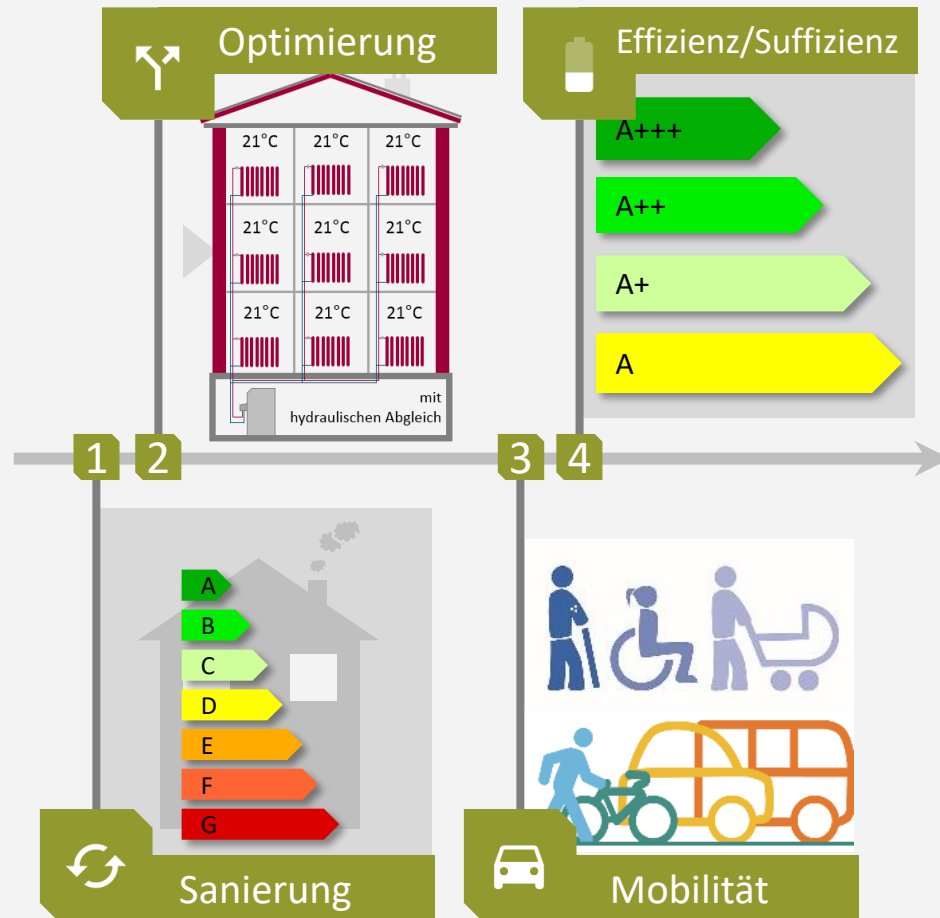 Optimierung
21°C 21°C 21°C
21°C 21°C 21°C
21°C 21°C 21°C
mit
hydraulischen Abgleich
Effizienz/Suffizienz
A+++
A++
A+
A
1 2 3 4
A
B
C
D
E
F
G
Sanierung
Mobilität